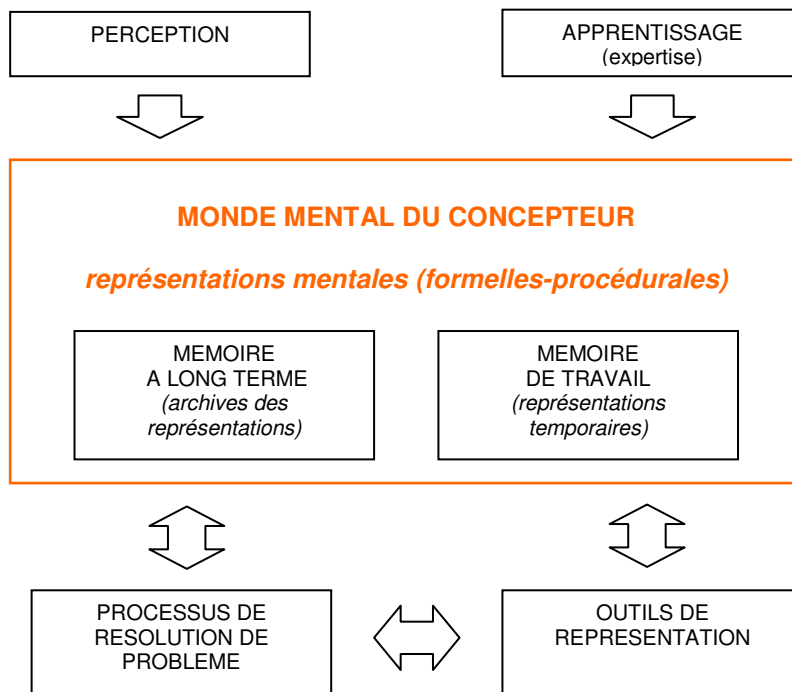 PERCEPTION
APPRENTISSAGE
(expertise)
MONDE MENTAL DU CONCEPTEUR
représentations mentales (formelles-procédurales)
MEMOIRE
A LONG TERME
(archives des
représentations)
MEMOIRE
DE TRAVAIL
(représentations
temporaires)
PROCESSUS DE
RESOLUTION DE
PROBLEME
OUTILS DE
REPRESENTATION